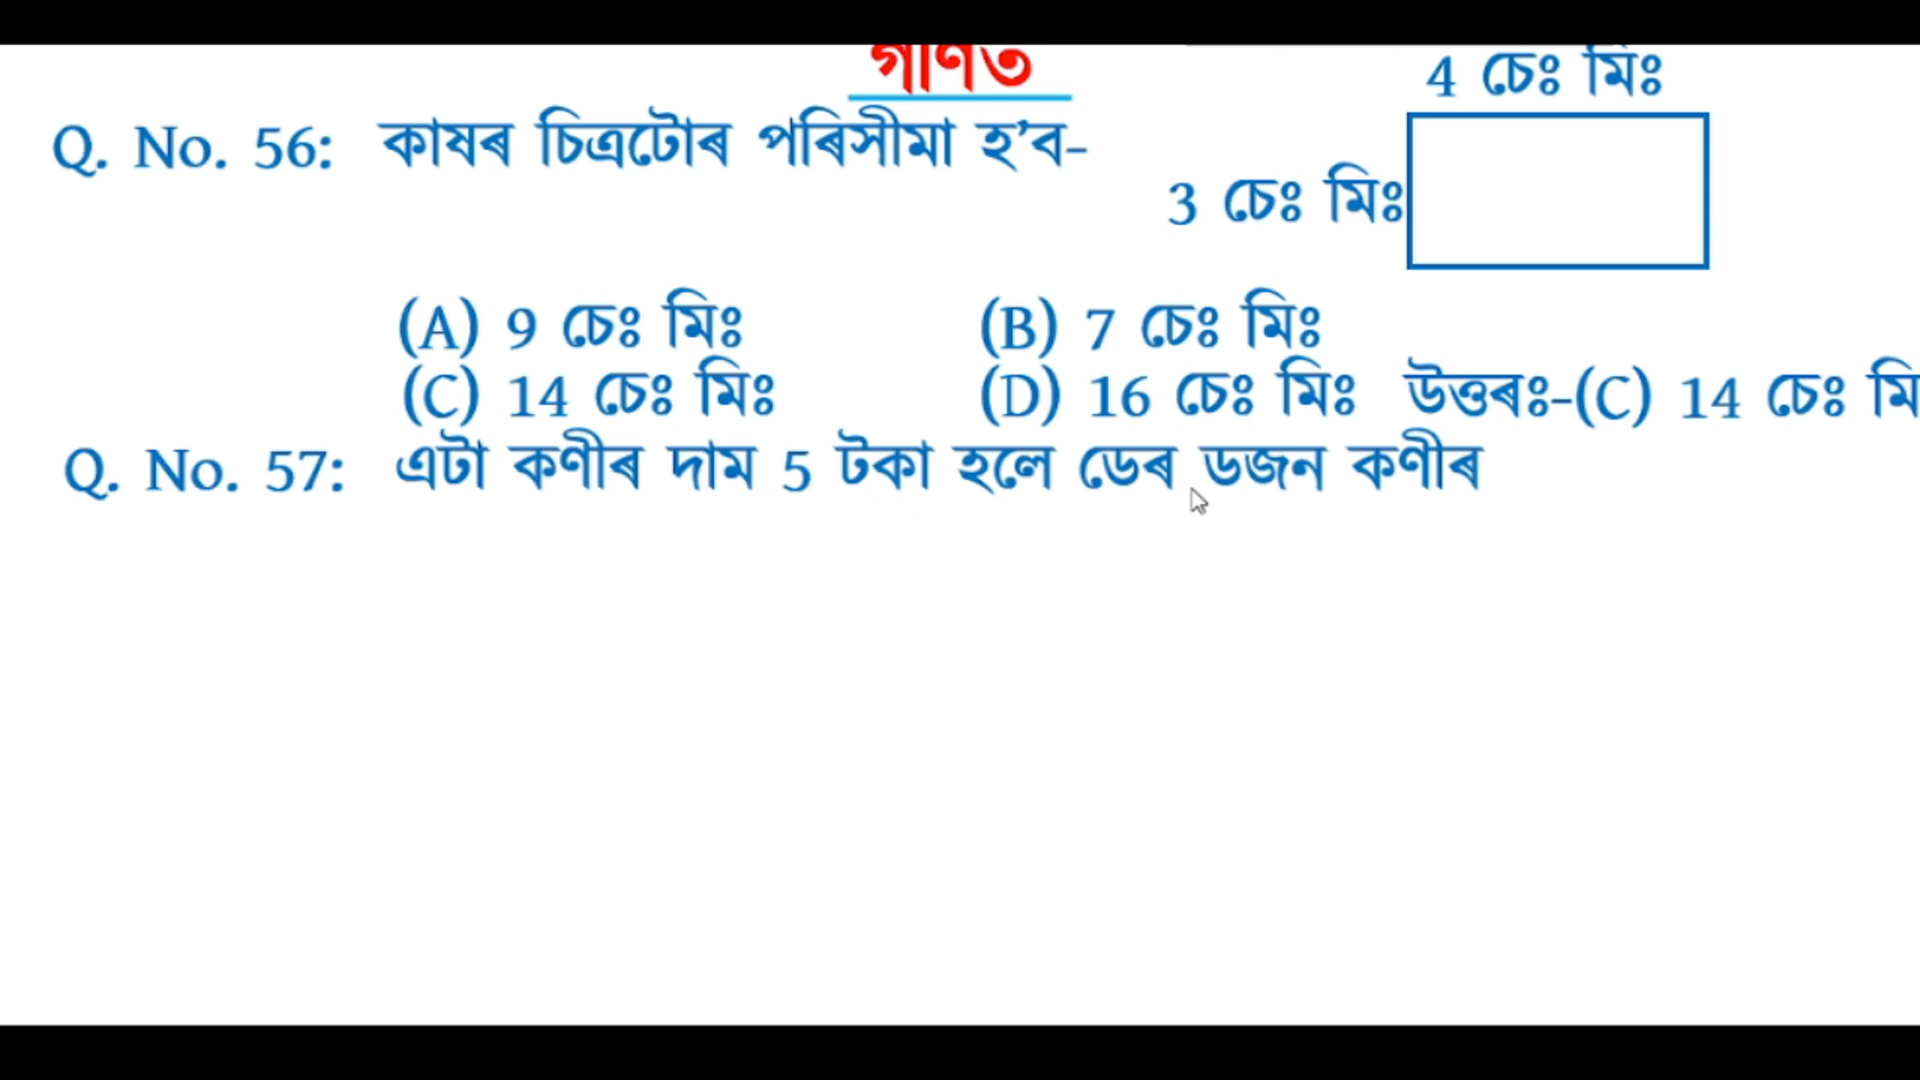 গণিত
4 চেঃ মিঃ
Q. No. 56: কাষৰ চিত্ৰটোৰ পৰিসীমা হ’ব-
3 চেঃ মিঃ
(A) 9 চেঃ মিঃ (B) 7 চেঃ মিঃ
(C) 14 চেঃ মিঃ (D) 16 চেঃ মিঃ উত্তৰঃ-(C) 14 চেঃ মি
Q. No. 57: এটা কণীৰ দাম 5 টকা হলে ডেৰ ডজন কণীৰ